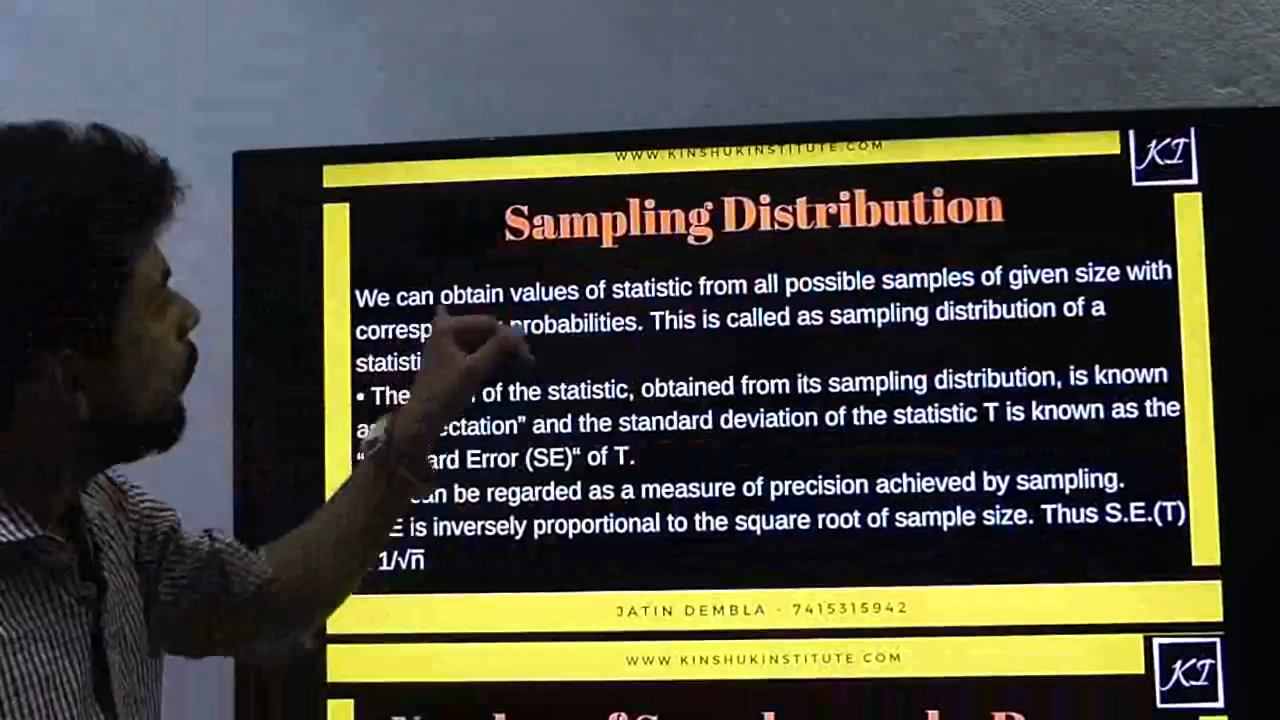 WWW.KINSHUKINSTITUTE.COM
KI
Sampling Distribution
We can obtain values of statistic from all possible samples of given size with
corresp probabilities. This is called as sampling distribution of a
statisti
• The of the statistic, obtained from its sampling distribution, is known
ectation" and the standard deviation of the statistic T is known as the
“ ard Error (SE)“ of T.
can be regarded as a measure of precision achieved by sampling.
E is inversely proportional to the square root of sample size. Thus S.E.(T)
1/√n
JATIN DEMBLA - 7415315942
WWW KINSHUKINSTITUTE COM
KI